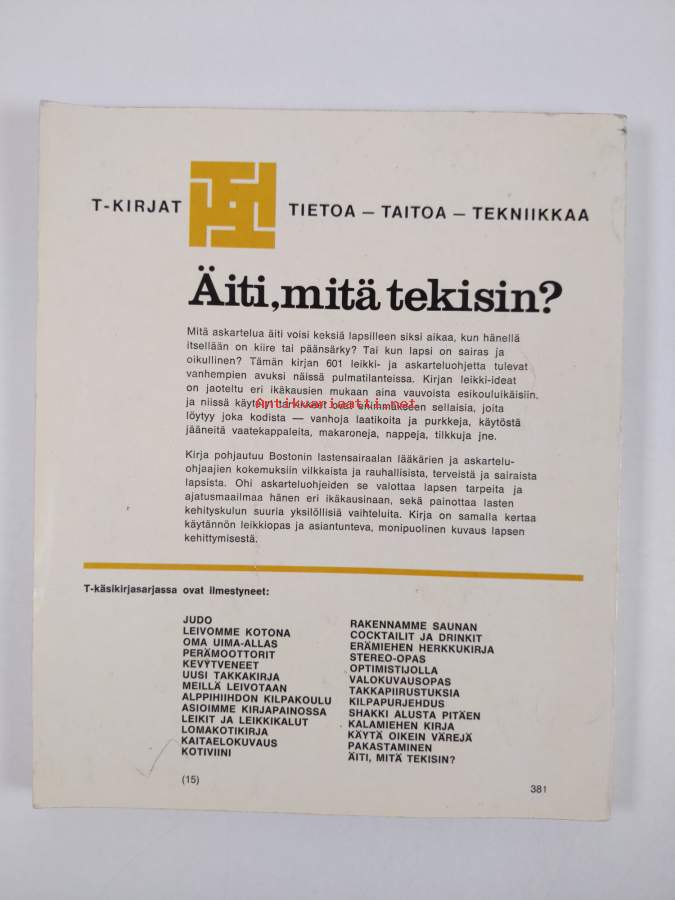 T-KIRJAT
TIETOA — TAITOA — TEKNIIKKAA
Äiti, mitä tekisin?
Mitä askartelua äiti voisi keksiä lapsilleen siksi aikaa, kun hänellä
itsellään on kiire tai päänsärky? Tai kun lapsi on sairas ja
oikullinen? Tämän kirjan 601 leikki- ja askarteluohjetta tulevat
vanhempien avuksi näissä pulmatilanteissa. Kirjan leikki-ideat
on jaoteltu eri ikäkausien mukaan aina vauvoista esikouluikäisiin,
ja niissä käytetyt tarvikkeet ovat enimmäkseen sellaisia, joita
Antikvariaatti.net
löytyy joka kodista — vanhoja laatikoita ja purkkeja, käytöstä
jääneitä vaatekappaleita, makaroneja, nappeja, tilkkuja jne.
Kirja pohjautuu Bostonin lastensairaalan lääkärien ja askartelu-
ohjaajien kokemuksiin vilkkaista ja rauhallisista, terveistä ja sairaista
lapsista. Ohi askarteluohjeiden se valottaa lapsen tarpeita ja
ajatusmaailmaa hänen eri ikäkausinaan, sekä painottaa lasten
kehityskulun suuria yksilöllisiä vaihteluita. Kirja on samalla kertaa
käytännön leikkiopas ja asiantunteva, monipuolinen kuvaus lapsen
kehittymisestä.
T-käsikirjasarjassa ovat ilmestyneet:
JUDO
LEIVOMME KOTONA
OMA UIMA-ALLAS
PERÄMOOTTORIT
KEVYTVENEET
UUSI TAKKAKIRJA
MEILLÄ LEIVOTAAN
ALPPIHIIHDON KILPAKOULU
ASIOIMME KIRJAPAINOSSA
LEIKIT JA LEIKKIKALUT
LOMAKOTIKIRJA
KAITAELOKUVAUS
KOTIVIINI
RAKENNAMME SAUNAN
COCKTAILIT JA DRINKIT
ERÄMIEHEN HERKKUKIRJA
STEREO-OPAS
OPTIMISTIJOLLA
VALOKUVAUSOPAS
TAKKAPIIRUSTUKSIA
KILPAPURJEHDUS
SHAKKI ALUSTA PITÄEN
KALAMIEHEN KIRJA
KÄYTÄ OIKEIN VÄREJÄ
PAKASTAMINEN
ÄITI, MITÄ TEKISIN?
(15)
381